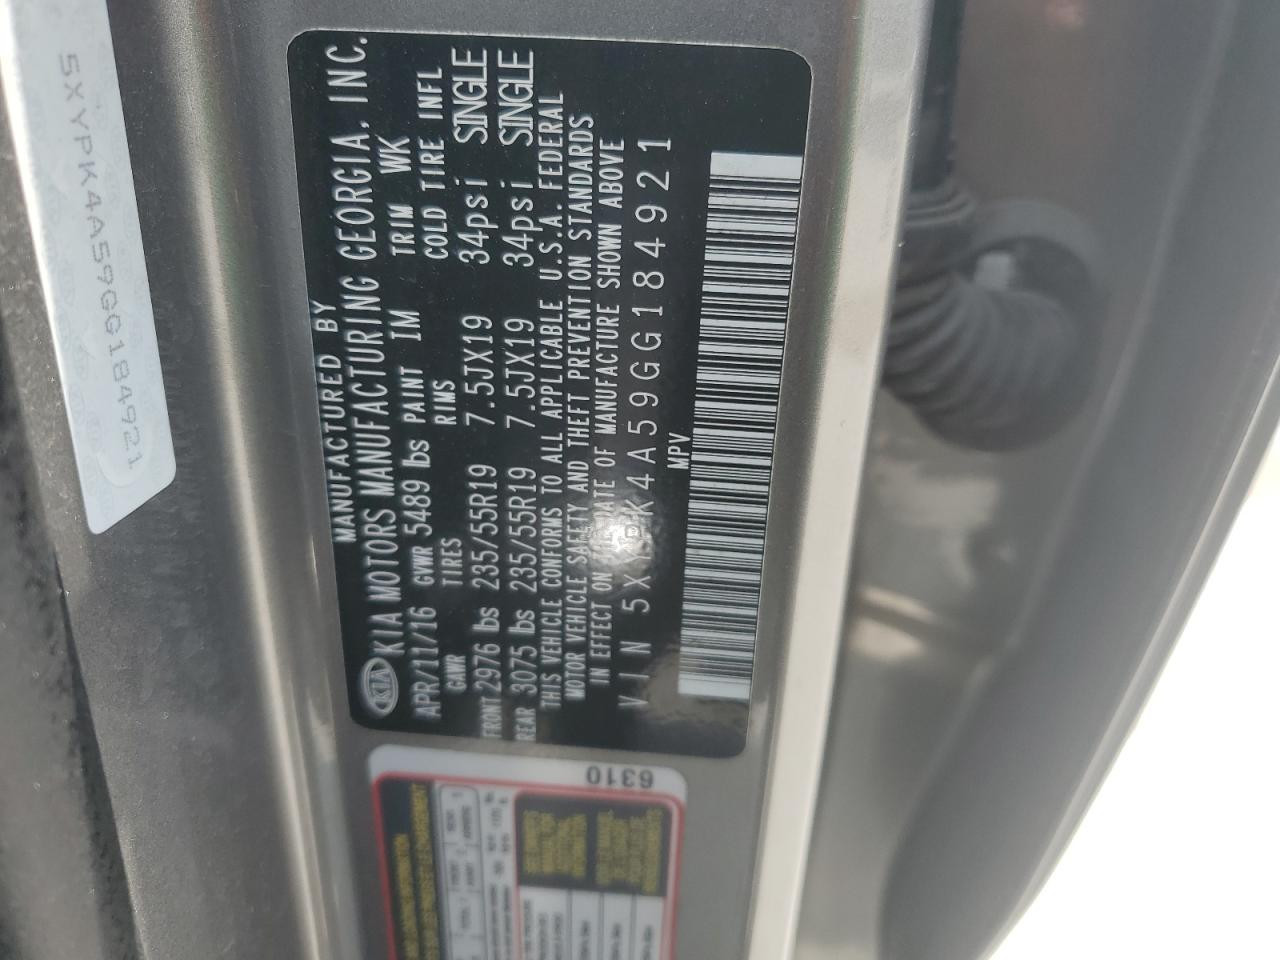 5XYPK4A59GG184921
MANUFACTURED BY
KIA KIA MOTORS MANUFACTURING GEORGIA, INC.
APR/11/16 GVWR 5489 lbs PAINT IM TRIM WK
GAWR TIRES RIMS COLD TIRE INFL
FRONT 2976 lbs 235/55R19 7.5JX19 34psi SINGLE
REAR 3075 lbs 235/55R19 7.5JX19 34psi SINGLE
THIS VEHICLE CONFORMS TO ALL APPLICABLE U.S.A. FEDERAL
MOTOR VEHICLE SAFETY AND THEFT PREVENTION STANDARDS
IN EFFECT ON DATE OF MANUFACTURE SHOWN ABOVE
VIN 5XYPK4A59GG184921
MPV
6310